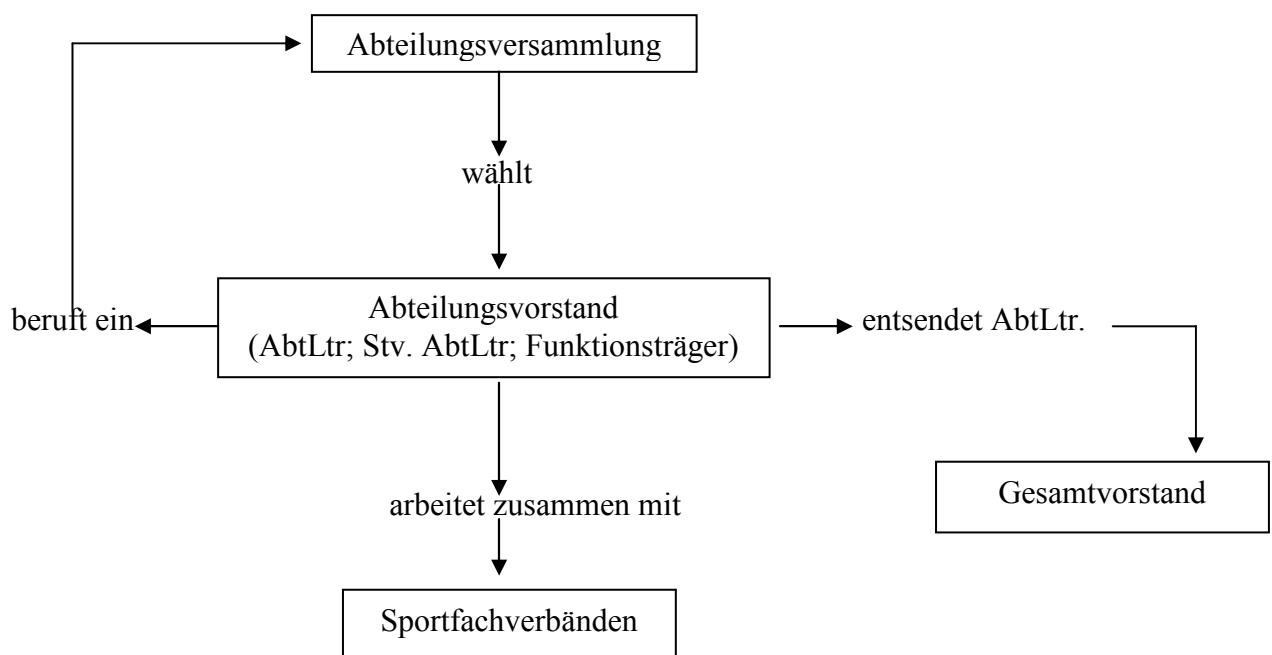 Abteilungsversammlung
wählt
beruft ein
Abteilungsvorstand
(AbtLtr; Stv. AbtLtr; Funktionsträger)
entsendet AbtLtr.
Gesamtvorstand
arbeitet zusammen mit
Sportfachverbänden